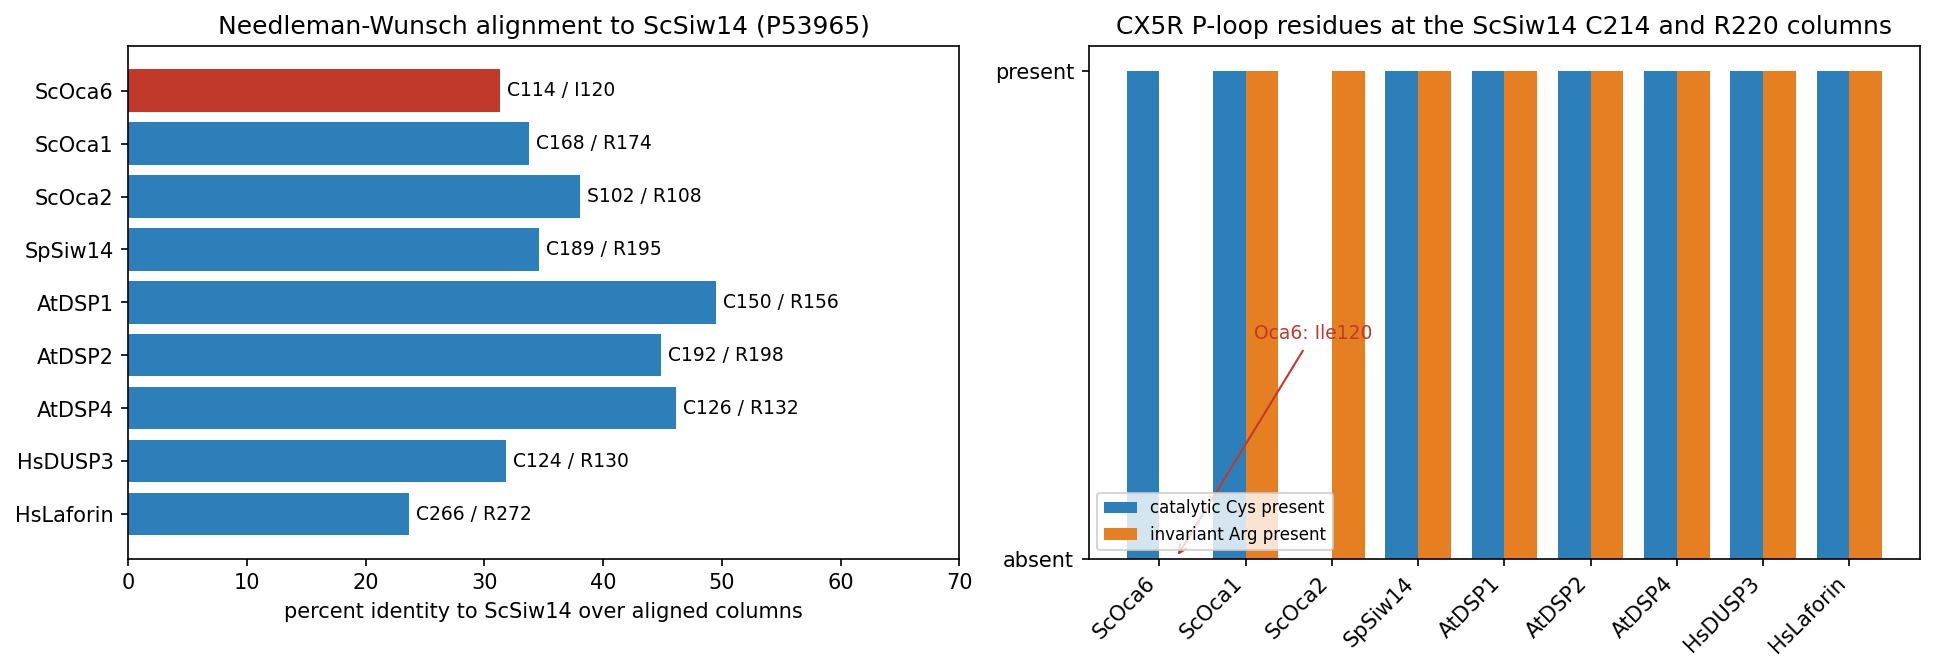 Needleman-Wunsch alignment to ScSiw14 (P53965)
ScOca6
C114 / I120
ScOca1
C168 / R174
ScOca2
S102 / R108
SpSiw14
C189 / R195
AtDSP1
C150 / R156
AtDSP2
C192 / R198
AtDSP4
C126 / R132
HsDUSP3
C124 / R130
HsLaforin
C266 / R272
0 10 20 30 40 50 60 70
percent identity to ScSiw14 over aligned columns
CX5R P-loop residues at the ScSiw14 C214 and R220 columns
present
Oca6: Ile120
catalytic Cys present
invariant Arg present
absent
ScOca6 ScOca1 ScOca2 SpSiw14 AtDSP1 AtDSP2 AtDSP4 HsDUSP3 HsLaforin